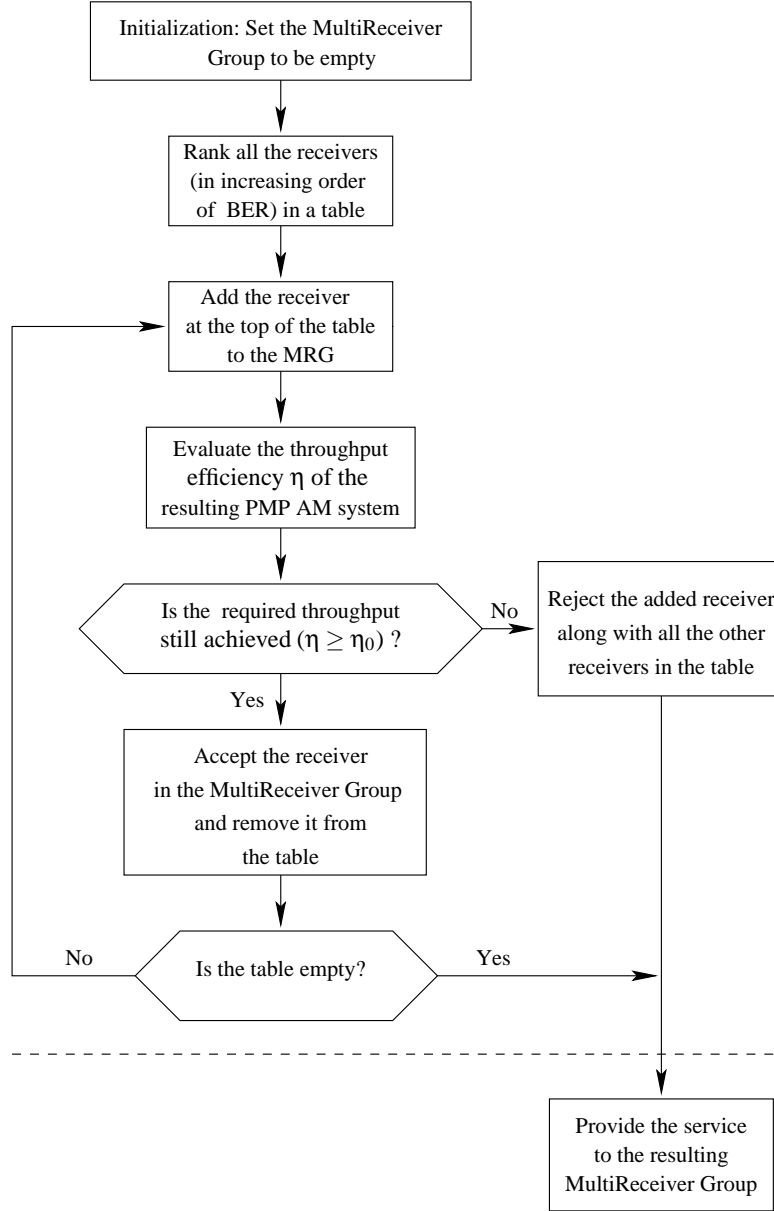 Initialization: Set the MultiReceiver
Group to be empty
Rank all the receivers
(in increasing order
of BER) in a table
Add the receiver
at the top of the table
to the MRG
Evaluate the throughput
efficiency η of the
resulting PMP AM system
Is the required throughput
still achieved (η ≥ η₀) ?
No
Reject the added receiver
along with all the other
receivers in the table
Yes
Accept the receiver
in the MultiReceiver Group
and remove it from
the table
No
Is the table empty?
Yes
Provide the service
to the resulting
MultiReceiver Group